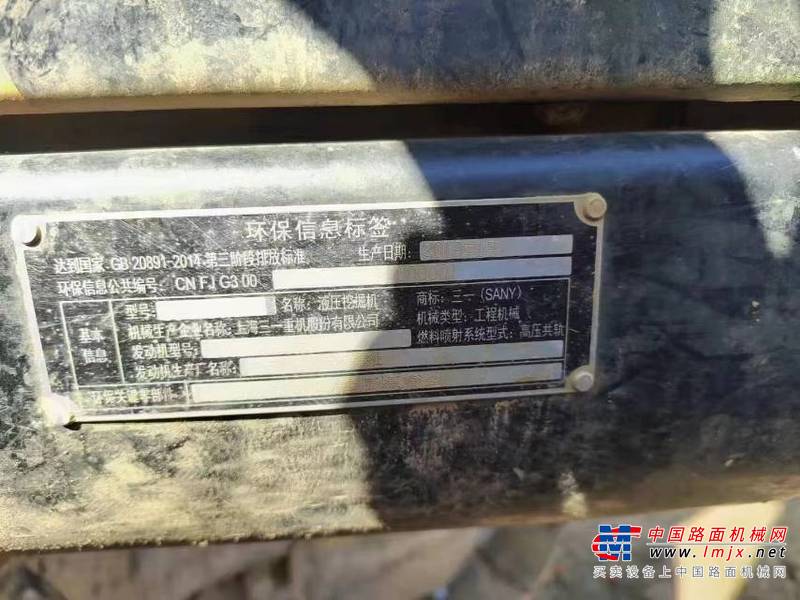 环保信息标签
达到国家 GB 20891-2014 第三阶段排放标准 生产日期:
环保信息公共编号: CN FJ G3 00
型号: 名称: 液压挖掘机 商标: 三一 (SANY)
基本 机械生产企业名称: 上海三一重机股份有限公司 机械类型: 工程机械
信息 发动机型号: 燃料喷射系统型式: 高压共轨
发动机生产厂名称:
环保关键零部件:
中国路面机械网
www.lmjx.net
买卖设备上中国路面机械网